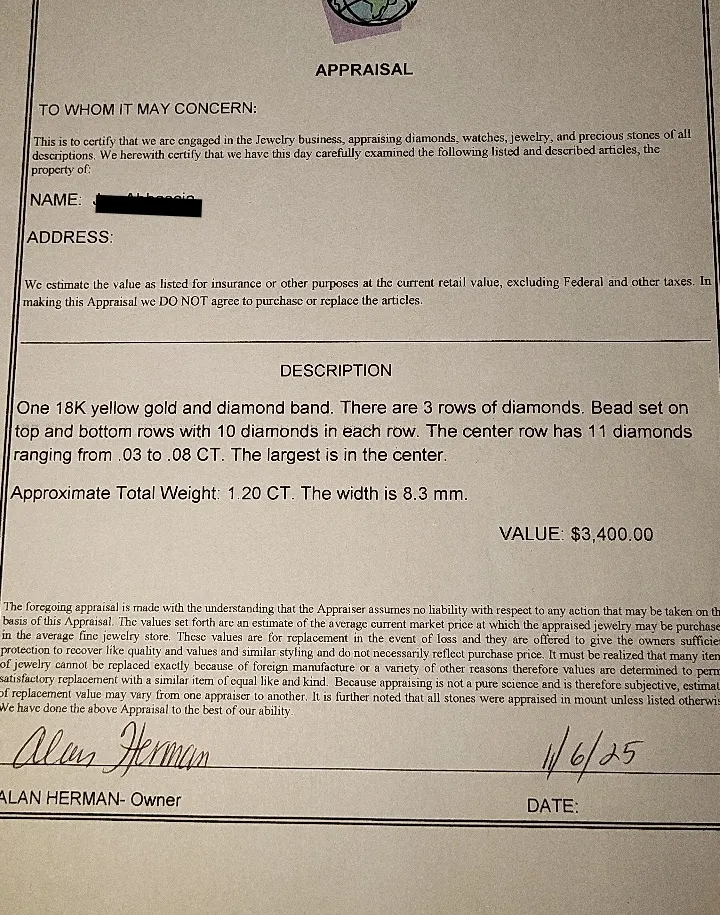 APPRAISAL
TO WHOM IT MAY CONCERN:
This is to certify that we are engaged in the Jewelry business, appraising diamonds, watches, jewelry, and precious stones of all
descriptions. We herewith certify that we have this day carefully examined the following listed and described articles, the
property of:
NAME:
ADDRESS:
We estimate the value as listed for insurance or other purposes at the current retail value, excluding Federal and other taxes. In
making this Appraisal we DO NOT agree to purchase or replace the articles.
DESCRIPTION
One 18K yellow gold and diamond band. There are 3 rows of diamonds. Bead set on
top and bottom rows with 10 diamonds in each row. The center row has 11 diamonds
ranging from .03 to .08 CT. The largest is in the center.
Approximate Total Weight: 1.20 CT. The width is 8.3 mm.
VALUE: $3,400.00
The foregoing appraisal is made with the understanding that the Appraiser assumes no liability with respect to any action that may be taken on th
basis of this Appraisal. The values set forth are an estimate of the average current market price at which the appraised jewelry may be purchase
in the average fine jewelry store. These values are for replacement in the event of loss and they are offered to give the owners sufficie
protection to recover like quality and values and similar styling and do not necessarily reflect purchase price. It must be realized that many item
of jewelry cannot be replaced exactly because of foreign manufacture or a variety of other reasons therefore values are determined to perm
satisfactory replacement with a similar item of equal like and kind. Because appraising is not a pure science and is therefore subjective, estimat
of replacement value may vary from one appraiser to another. It is further noted that all stones were appraised in mount unless listed otherwis
We have done the above Appraisal to the best of our ability.
Alan Herman 11/6/25
ALAN HERMAN- Owner
DATE: